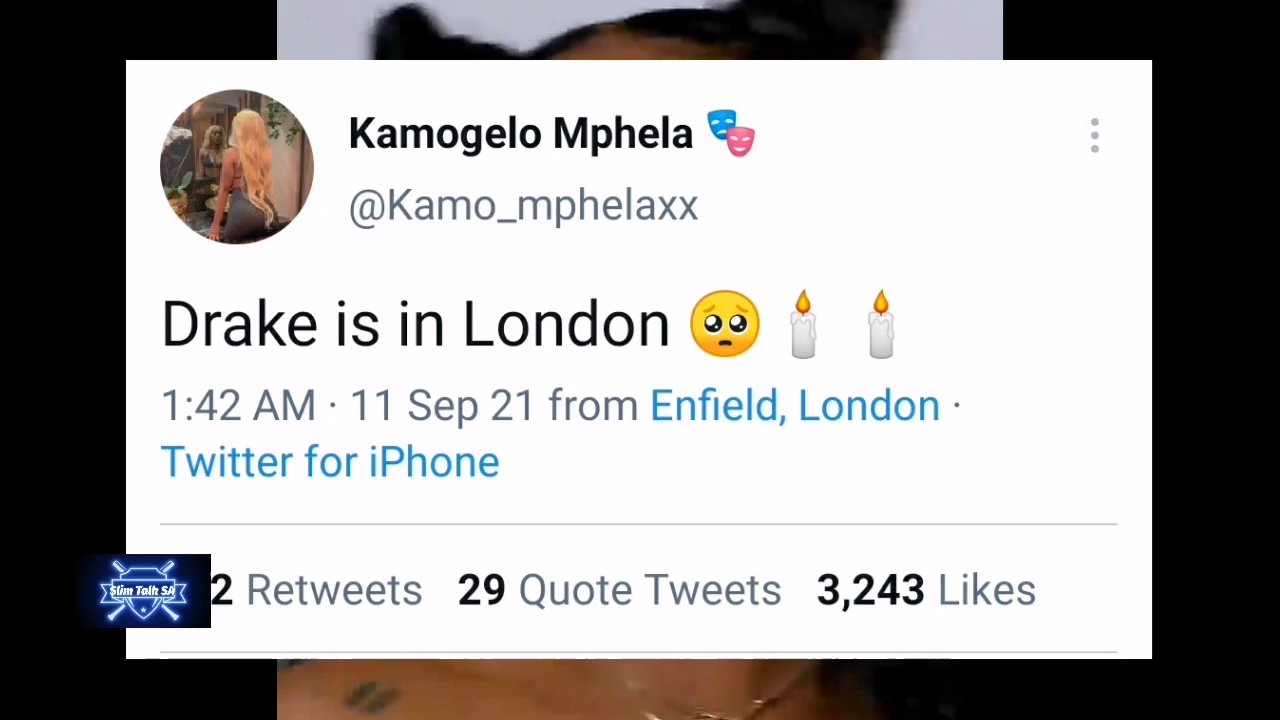 Kamogelo Mphela 🎭
@Kamo_mphelaxx
Drake is in London 🥺🕯️🕯️
1:42 AM · 11 Sep 21 from Enfield, London ·
Twitter for iPhone
2 Retweets 29 Quote Tweets 3,243 Likes
Slim Talk SA